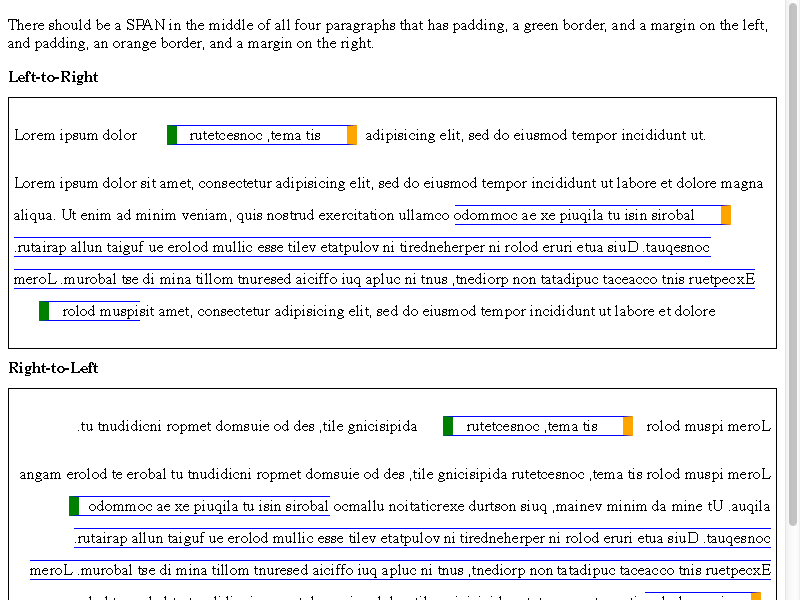 There should be a SPAN in the middle of all four paragraphs that has padding, a green border, and a margin on the left,
and padding, an orange border, and a margin on the right.
Left-to-Right
Lorem ipsum dolor rutetcesnoc ,tema tis adipisicing elit, sed do eiusmod tempor incididunt ut.
Lorem ipsum dolor sit amet, consectetur adipisicing elit, sed do eiusmod tempor incididunt ut labore et dolore magna
aliqua. Ut enim ad minim veniam, quis nostrud exercitation ullamco odommoc ae xe piuqila tu isin sirobal
.rutairap allun taiguf ue erolod mullic esse tilev etatpulov ni tiredneherper ni rolod eruri etua siuD .tauqesnoc
meroL .murobal tse di mina tillom tnuresed aiciffo iuq apluc ni tnus ,tnediorp non tatadipuc taceacco tnis ruetpecxE
rolod muspisit amet, consectetur adipisicing elit, sed do eiusmod tempor incididunt ut labore et dolore
Right-to-Left
.tu tnudidicni ropmet domsuie od des ,tile gnicisipida rutetcesnoc ,tema tis rolod muspi meroL
angam erolod te erobal tu tnudidicni ropmet domsuie od des ,tile gnicisipida rutetcesnoc ,tema tis rolod muspi meroL
odommoc ae xe piuqila tu isin sirobal ocmallu noitaticrexe durtson siuq ,mainev minim da mine tU .auqila
.rutairap allun taiguf ue erolod mullic esse tilev etatpulov ni tiredneherper ni rolod eruri etua siuD .tauqesnoc
meroL .murobal tse di mina tillom tnuresed aiciffo iuq apluc ni tnus ,tnediorp non tatadipuc taceacco tnis ruetpecxE